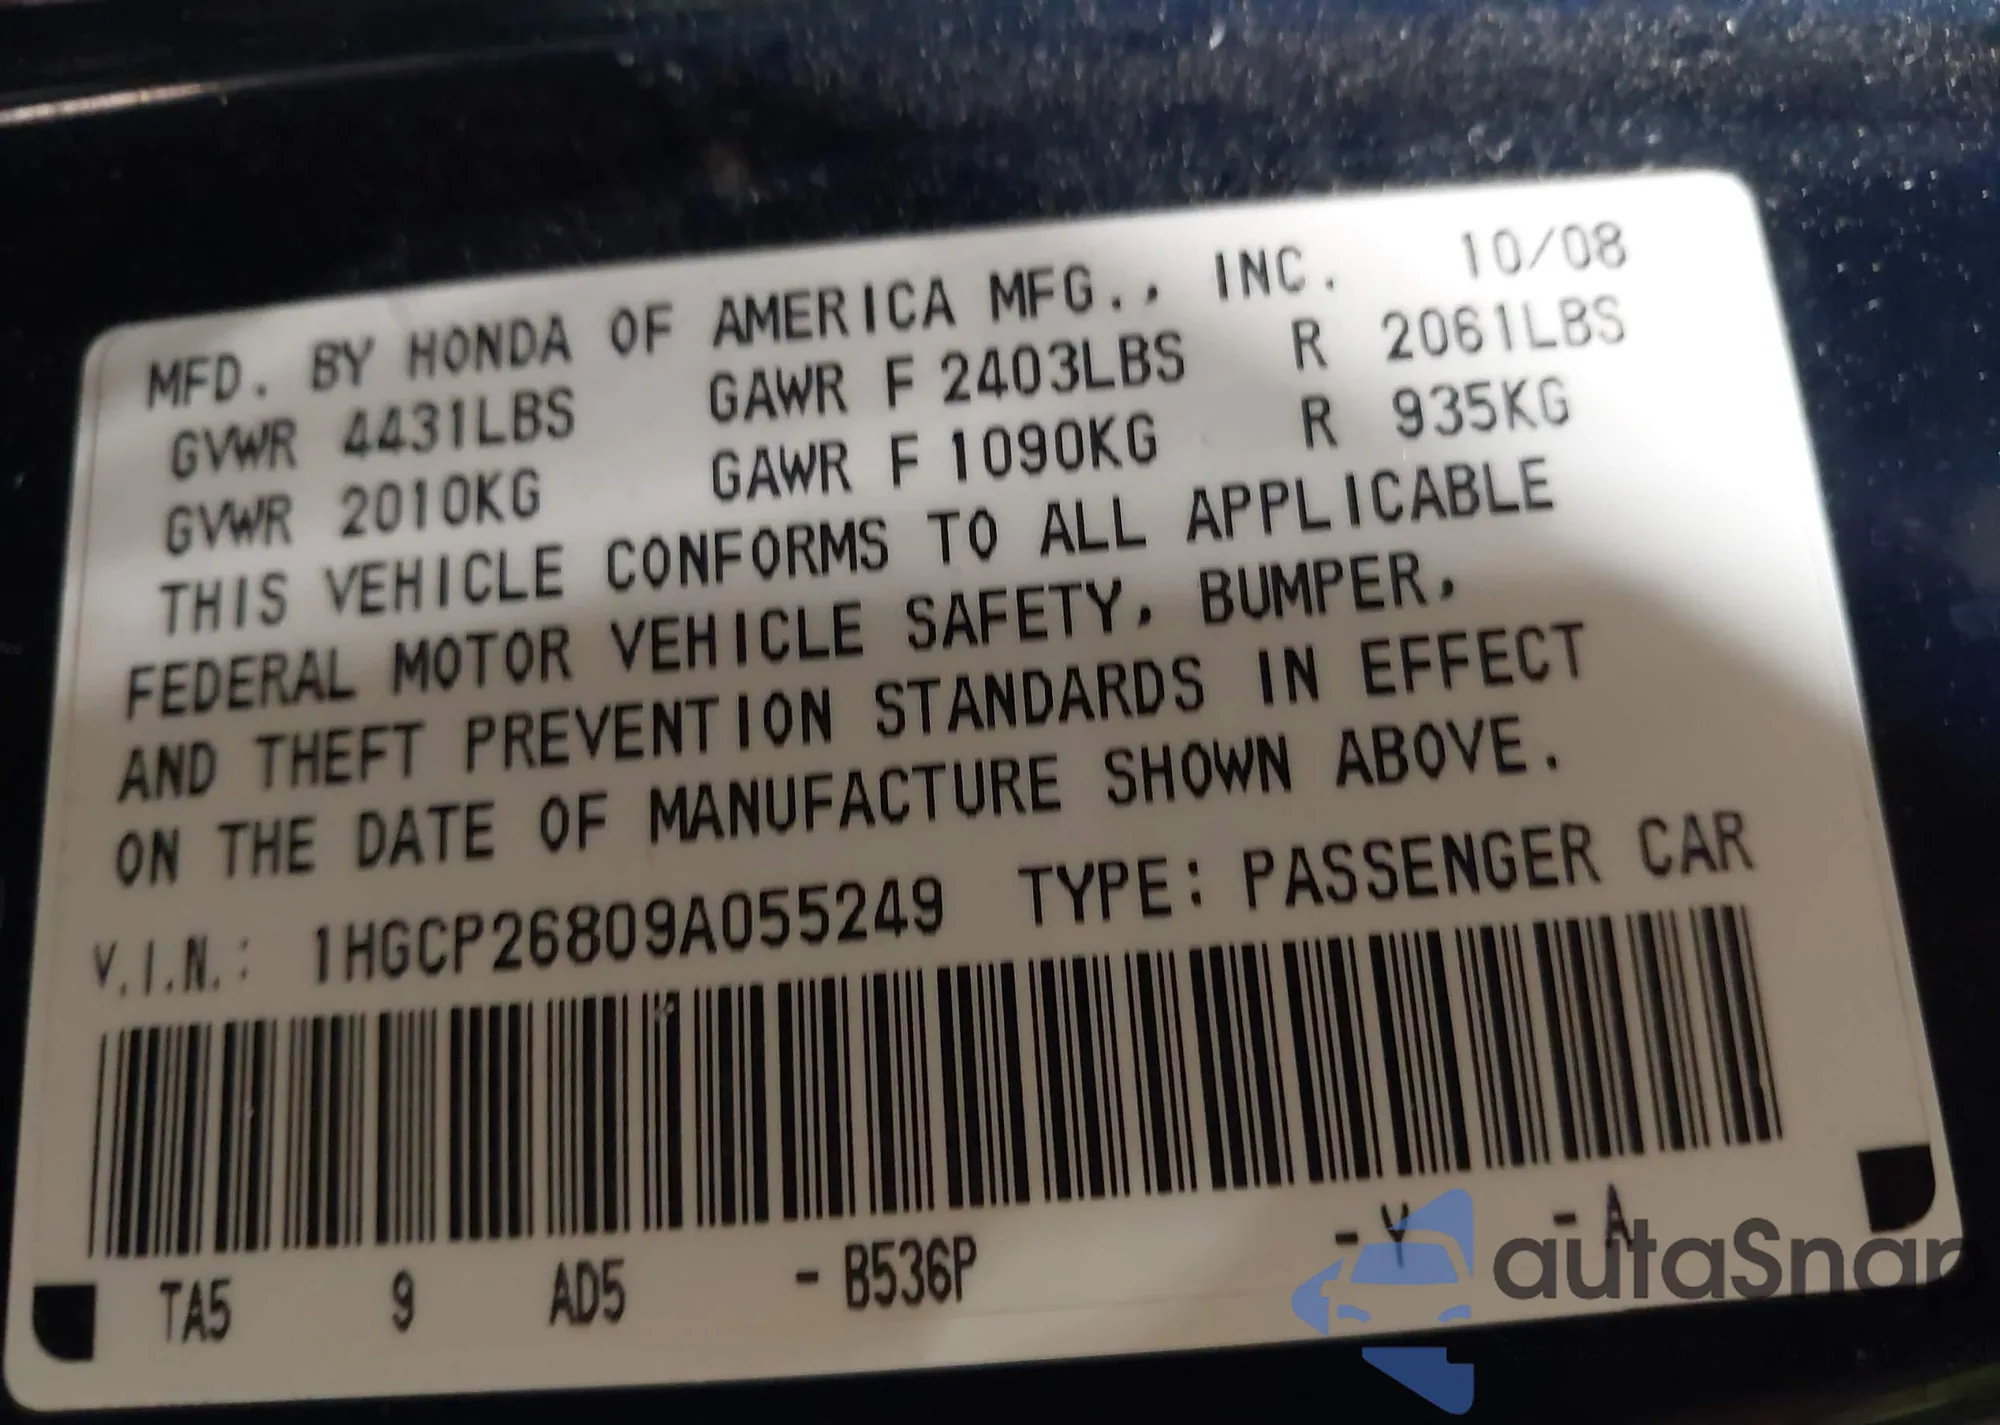 MFD. BY HONDA OF AMERICA MFG., INC. 10/08
GVWR 4431LBS GAWR F 2403LBS R 2061LBS
GVWR 2010KG GAWR F 1090KG R 935KG
THIS VEHICLE CONFORMS TO ALL APPLICABLE
FEDERAL MOTOR VEHICLE SAFETY, BUMPER,
AND THEFT PREVENTION STANDARDS IN EFFECT
ON THE DATE OF MANUFACTURE SHOWN ABOVE.
V.I.N.: 1HGCP26809A055249 TYPE: PASSENGER CAR
TA5 9 AD5 - B536P - Y - A
autaSnap